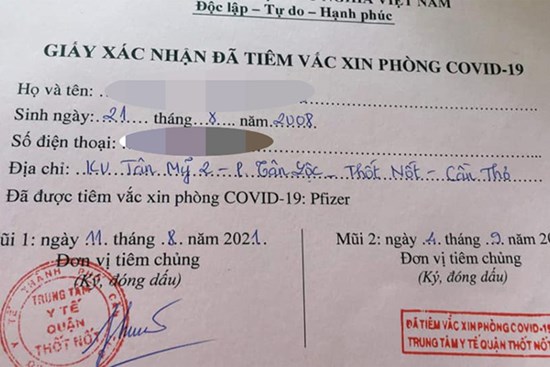 NGHĨA VIỆT NAM
Độc lập – Tự do – Hạnh phúc
GIẤY XÁC NHẬN ĐÃ TIÊM VẮC XIN PHÒNG COVID-19
Họ và tên:
Sinh ngày: 21 tháng 8 năm 2008
Số điện thoại:
Địa chỉ: KV Tân Mỹ 2 – P. Tân Lộc – Thốt Nốt – Cần Thơ
Đã được tiêm vắc xin phòng COVID-19: Pfizer
Mũi 1: ngày 11 tháng 8 năm 2021. Mũi 2: ngày 4 tháng 9 năm 20
Đơn vị tiêm chủng Đơn vị tiêm chủng
(Ký, đóng dấu) (Ký, đóng dấu)
TRUNG TÂM
Y TẾ
QUẬN
THỐT NỐT
ĐÃ TIÊM VẮC XIN PHÒNG COVID-19
TRUNG TÂM Y TẾ QUẬN THỐT NỐT